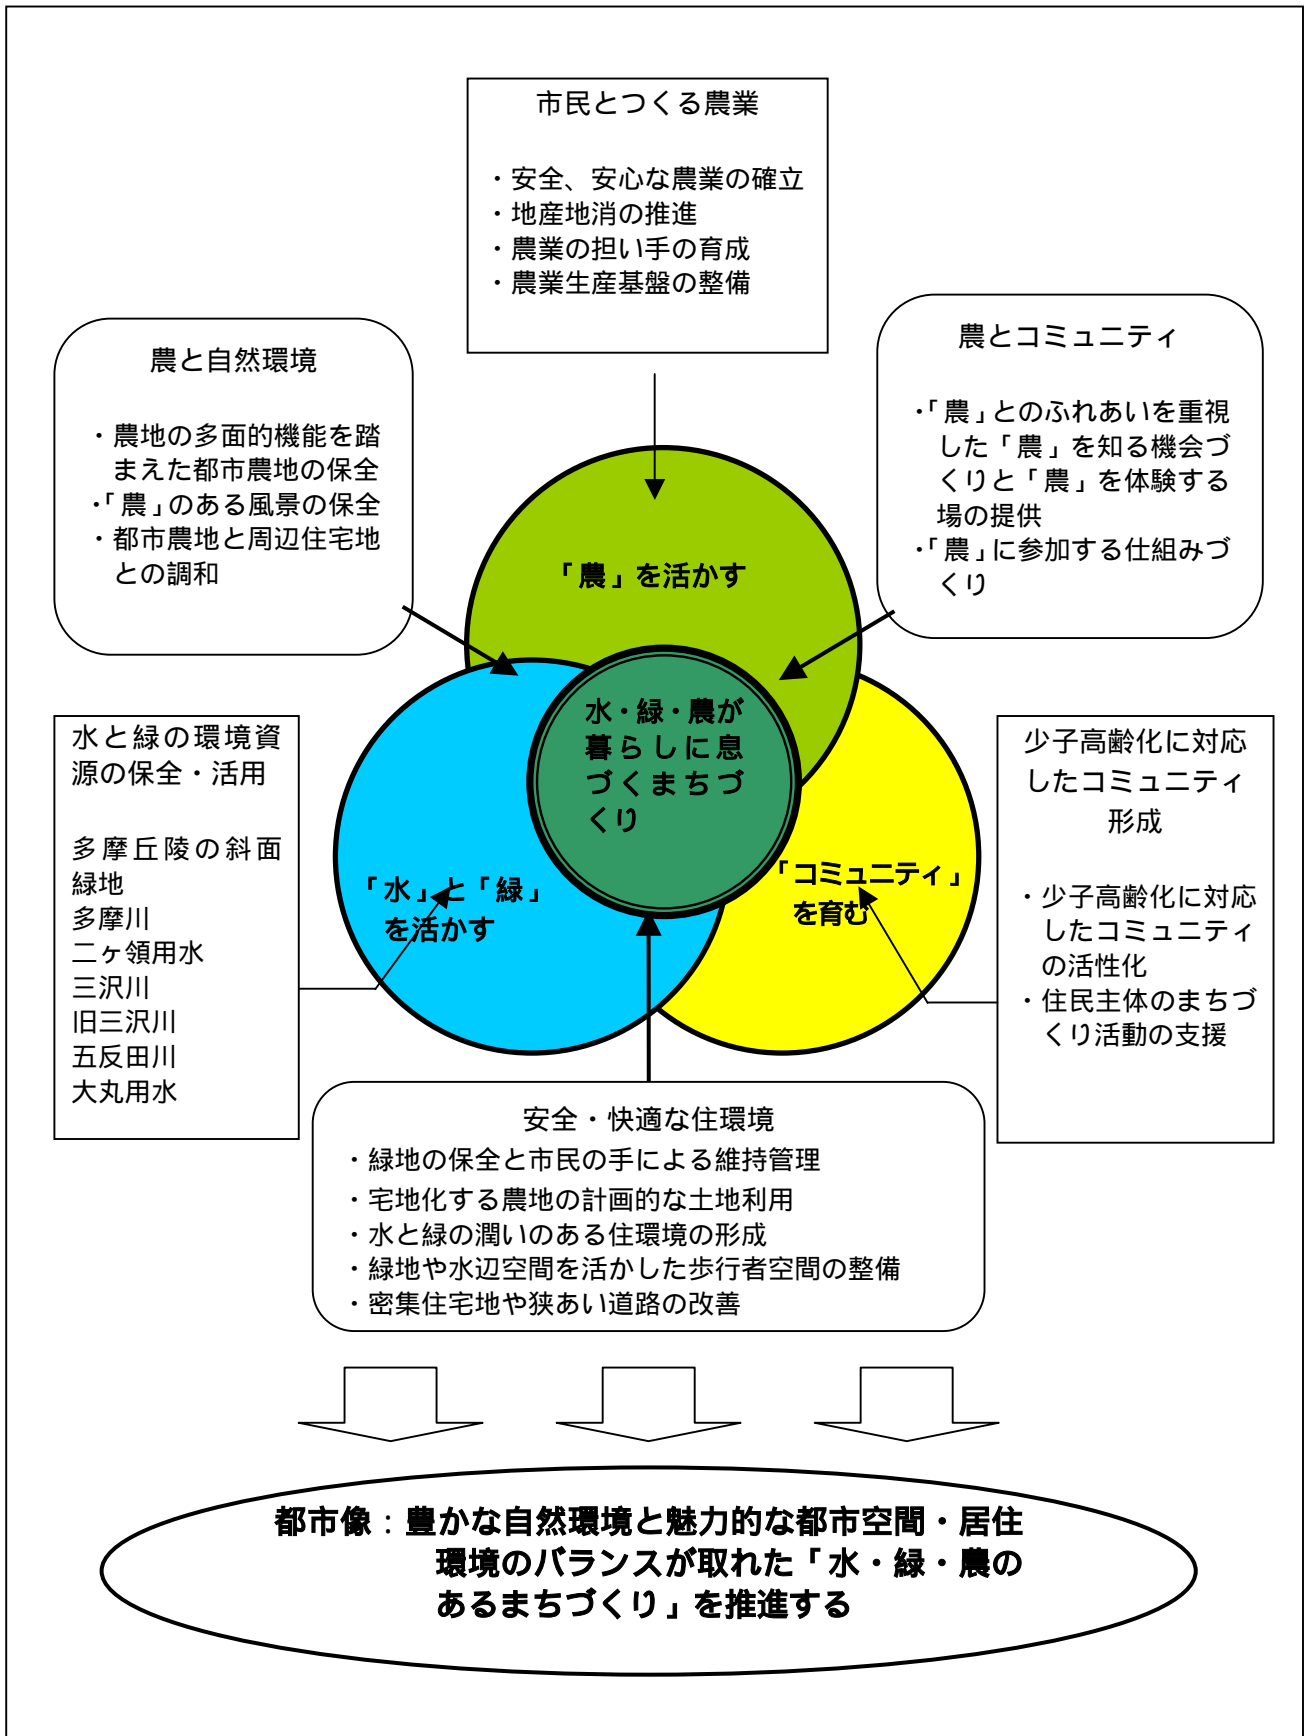 市民とつくる農業
・安全、安心な農業の確立
・地産地消の推進
・農業の担い手の育成
・農業生産基盤の整備
農と自然環境
・農地の多面的機能を踏
まえた都市農地の保全
・「農」のある風景の保全
・都市農地と周辺住宅地
との調和
農とコミュニティ
・「農」とのふれあいを重視
した「農」を知る機会づ
くりと「農」を体験する
場の提供
・「農」に参加する仕組みづ
くり
「農」を活かす
水・緑・農が
暮らしに息
づくまちづ
くり
「水」と「緑」
を活かす
「コミュニティ」
を育む
水と緑の環境資
源の保全・活用
多摩丘陵の斜面
緑地
多摩川
二ヶ領用水
三沢川
旧三沢川
五反田川
大丸用水
少子高齢化に対応
したコミュニティ
形成
・少子高齢化に対応
したコミュニティ
の活性化
・住民主体のまちづ
くり活動の支援
安全・快適な住環境
・緑地の保全と市民の手による維持管理
・宅地化する農地の計画的な土地利用
・水と緑の潤いのある住環境の形成
・緑地や水辺空間を活かした歩行者空間の整備
・密集住宅地や狭あい道路の改善
都市像：豊かな自然環境と魅力的な都市空間・居住
環境のバランスが取れた「水・緑・農の
あるまちづくり」を推進する